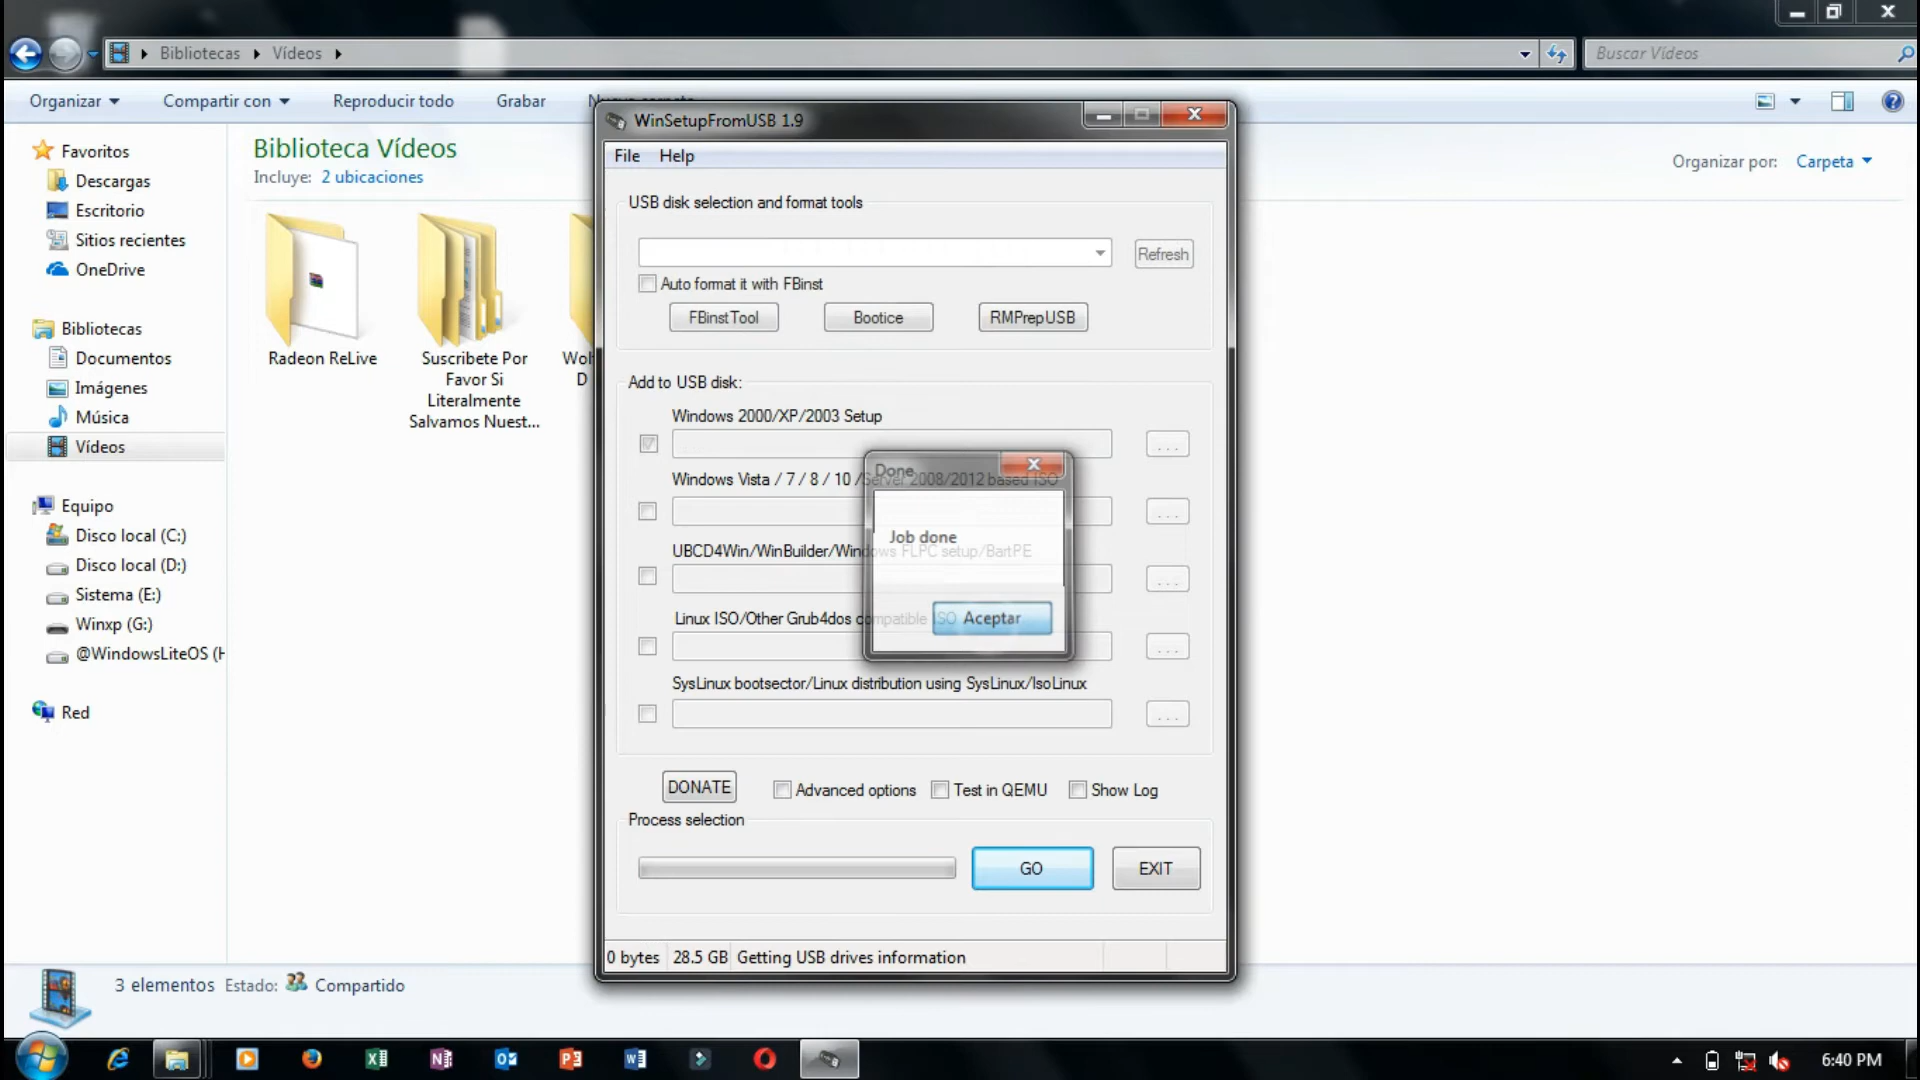 Bibliotecas
Vídeos
Buscar Vídeos
Organizar
Compartir con
Reproducir todo
Grabar
Favoritos
Descargas
Escritorio
Sitios recientes
OneDrive
Bibliotecas
Documentos
Imágenes
Música
Vídeos
Equipo
Disco local (C:)
Disco local (D:)
Sistema (E:)
Winxp (G:)
@WindowsLiteOS (H
Red
Biblioteca Vídeos
Incluye: 2 ubicaciones
Organizar por: Carpeta
Radeon ReLive
Suscribete Por
Favor Si
Literalmente
Salvamos Nuest...
D
WinSetupFromUSB 1.9
File Help
USB disk selection and format tools
Refresh
Auto format it with FBinst
FBinstTool
Bootice
RMPrepUSB
Add to USB disk:
Windows 2000/XP/2003 Setup
...
Windows Vista / 7 / 8 / 10 /Server 2008/2012 based ISO
...
UBCD4Win/WinBuilder/Windows FLPC setup/BartPE
...
Linux ISO/Other Grub4dos compatible ISO
...
SysLinux bootsector/Linux distribution using SysLinux/IsoLinux
...
Done
Job done
Aceptar
DONATE
Advanced options
Test in QEMU
Show Log
Process selection
GO
EXIT
0 bytes
28.5 GB
Getting USB drives information
3 elementos Estado: Compartido
6:40 PM